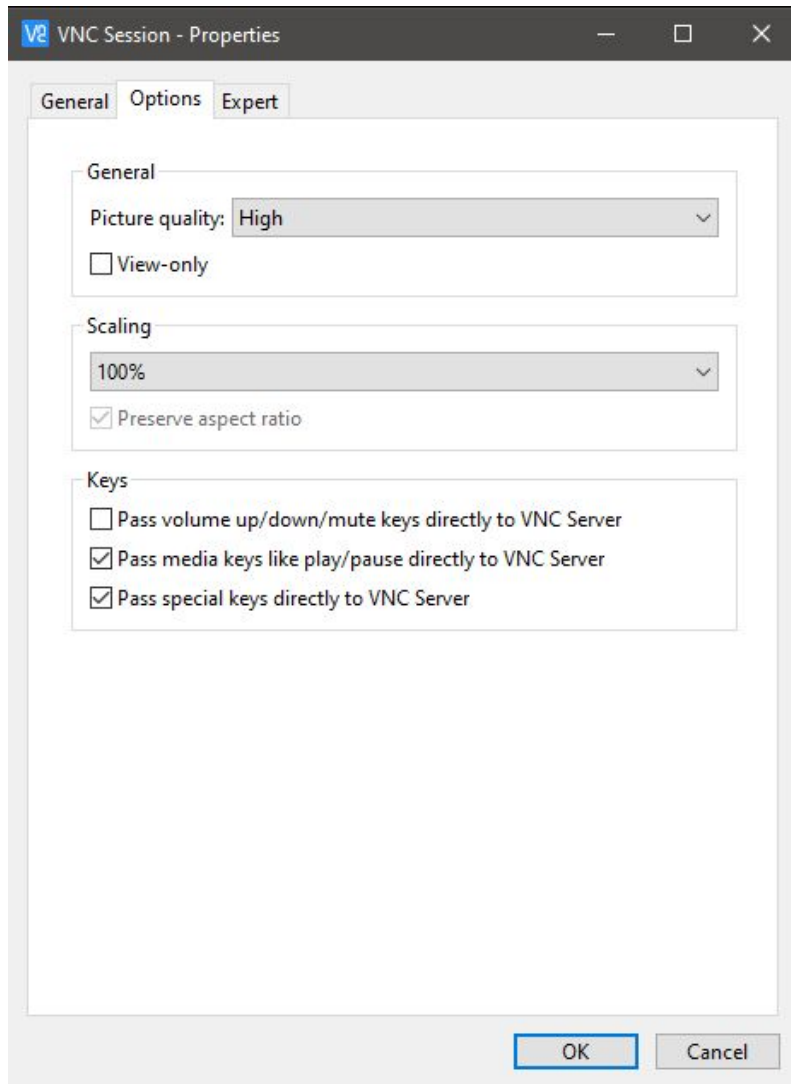 VNC Session - Properties
General Options Expert
General
Picture quality: High
View-only
Scaling
100%
Preserve aspect ratio
Keys
Pass volume up/down/mute keys directly to VNC Server
Pass media keys like play/pause directly to VNC Server
Pass special keys directly to VNC Server
OK Cancel